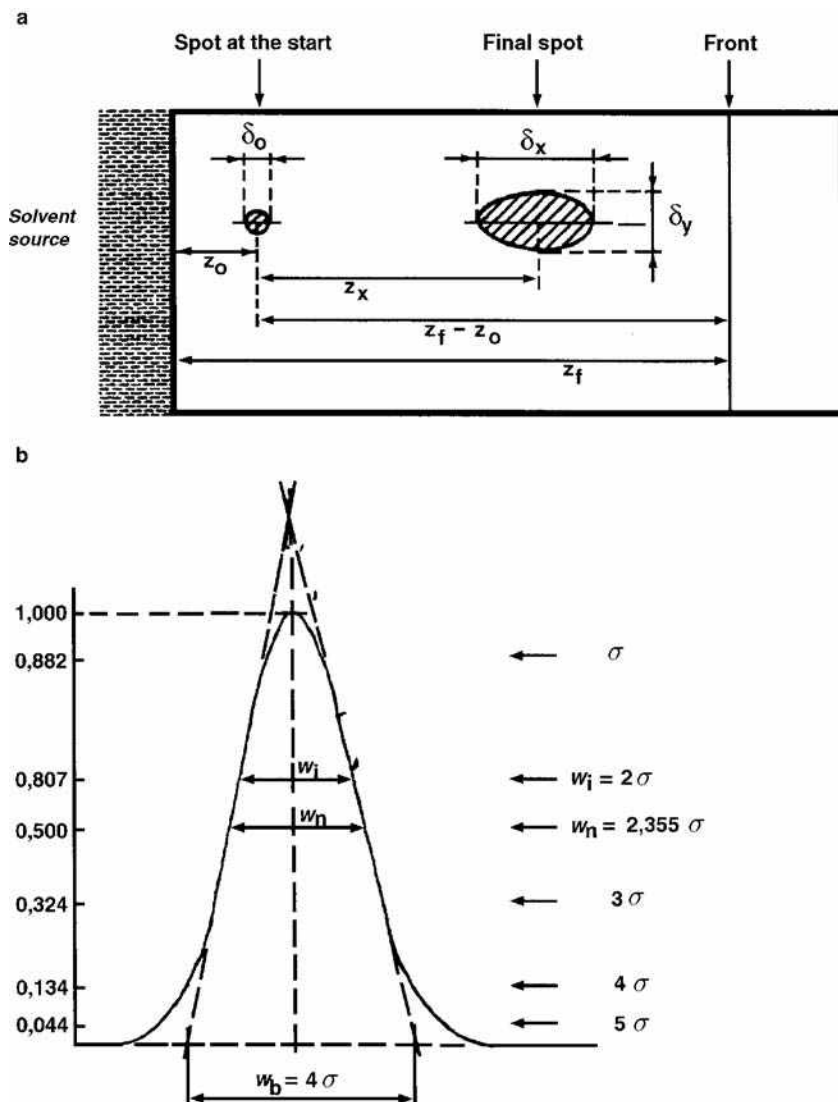 a
Spot at the start Final spot Front
δo δx
δy
Solvent
source
zo
zx
zf – zo
zf
b
1,000
0,882 σ
0,807 wi wi = 2 σ
0,500 wn wn = 2,355 σ
0,324 3 σ
0,134 4 σ
0,044 5 σ
wb = 4 σ